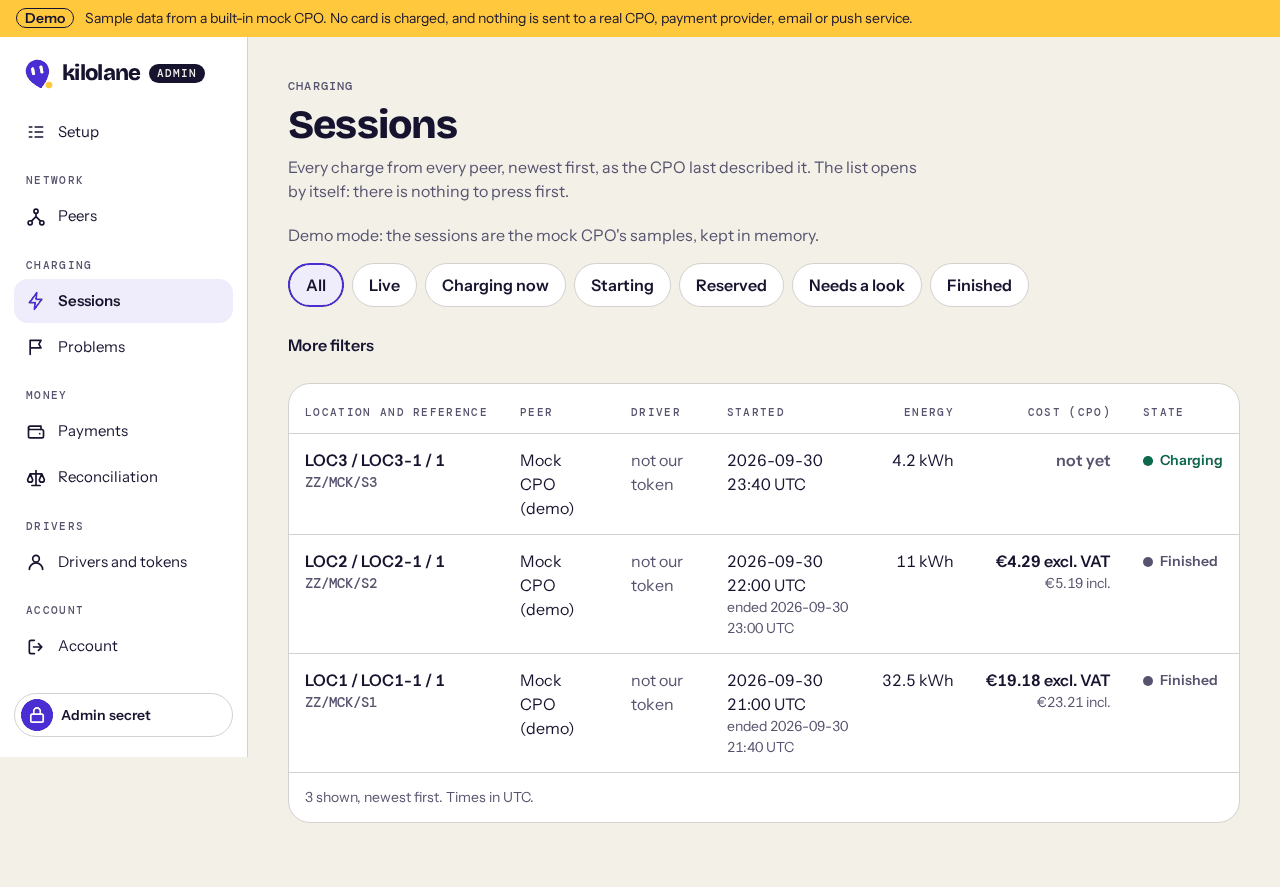 Demo Sample data from a built-in mock CPO. No card is charged, and nothing is sent to a real CPO, payment provider, email or push service.
kilolane ADMIN
Setup
NETWORK
Peers
CHARGING
Sessions
Problems
MONEY
Payments
Reconciliation
DRIVERS
Drivers and tokens
ACCOUNT
Account
Admin secret
CHARGING
Sessions
Every charge from every peer, newest first, as the CPO last described it. The list opens
by itself: there is nothing to press first.
Demo mode: the sessions are the mock CPO's samples, kept in memory.
All Live Charging now Starting Reserved Needs a look Finished
More filters
LOCATION AND REFERENCE PEER DRIVER STARTED ENERGY COST (CPO) STATE
LOC3 / LOC3-1 / 1 Mock not our 2026-09-30 4.2 kWh not yet Charging
ZZ/MCK/S3 CPO token 23:40 UTC
(demo)
LOC2 / LOC2-1 / 1 Mock not our 2026-09-30 11 kWh €4.29 excl. VAT Finished
ZZ/MCK/S2 CPO token 22:00 UTC €5.19 incl.
(demo) ended 2026-09-30
23:00 UTC
LOC1 / LOC1-1 / 1 Mock not our 2026-09-30 32.5 kWh €19.18 excl. VAT Finished
ZZ/MCK/S1 CPO token 21:00 UTC €23.21 incl.
(demo) ended 2026-09-30
21:40 UTC
3 shown, newest first. Times in UTC.